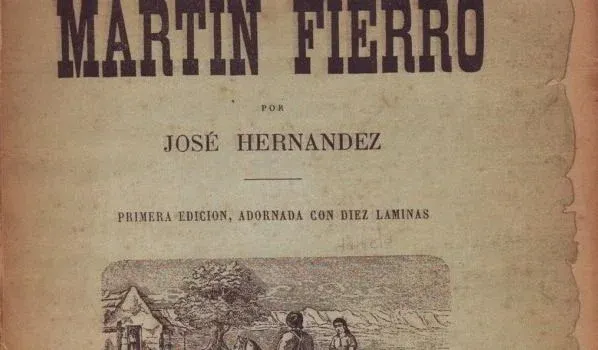 MARTIN FIERRO
POR
JOSÉ HERNANDEZ
PRIMERA EDICION, ADORNADA CON DIEZ LAMINAS